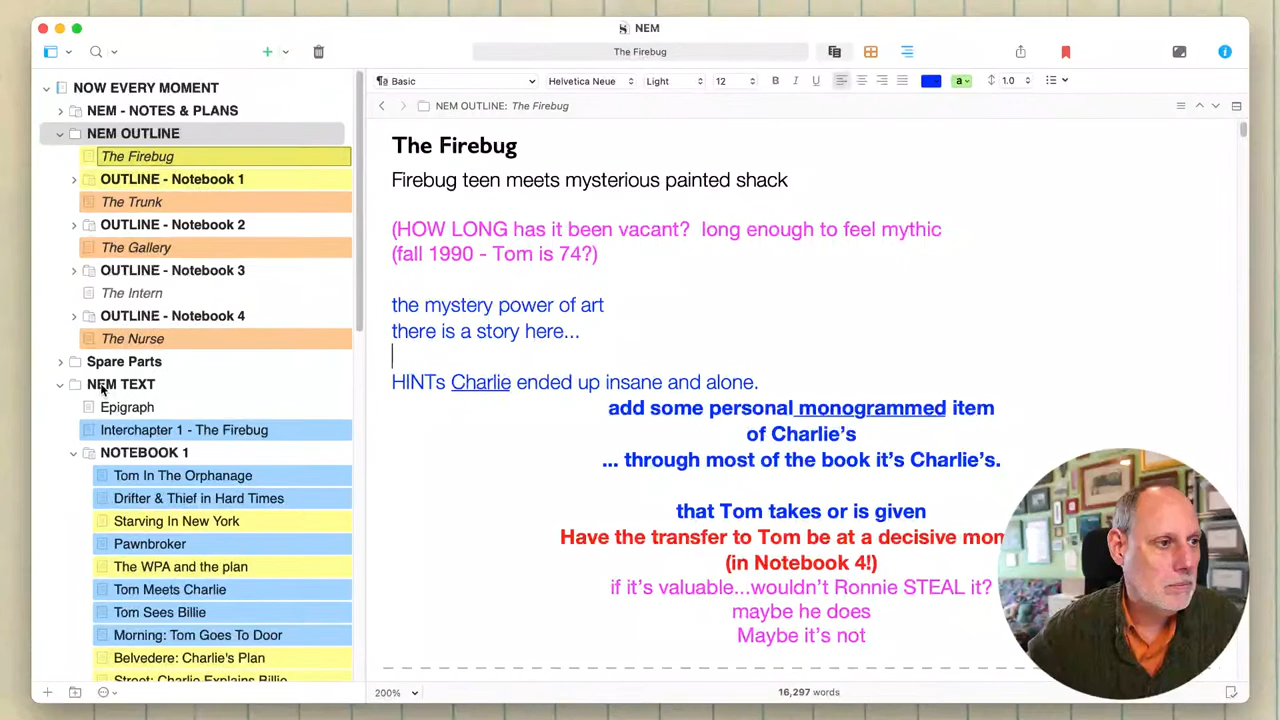 NEM
The Firebug
Basic
Helvetica Neue
Light
12
B
I
U
a
1.0
NEM OUTLINE: The Firebug
NOW EVERY MOMENT
NEM - NOTES & PLANS
NEM OUTLINE
The Firebug
OUTLINE - Notebook 1
The Trunk
OUTLINE - Notebook 2
The Gallery
OUTLINE - Notebook 3
The Intern
OUTLINE - Notebook 4
The Nurse
Spare Parts
NEM TEXT
Epigraph
Interchapter 1 - The Firebug
NOTEBOOK 1
Tom In The Orphanage
Drifter & Thief in Hard Times
Starving In New York
Pawnbroker
The WPA and the plan
Tom Meets Charlie
Tom Sees Billie
Morning: Tom Goes To Door
Belvedere: Charlie's Plan
Street: Charlie Explains Billie
The Firebug
Firebug teen meets mysterious painted shack
(HOW LONG has it been vacant?  long enough to feel mythic
(fall 1990 - Tom is 74?)
the mystery power of art
there is a story here...
HINTs Charlie ended up insane and alone.
add some personal monogrammed item
of Charlie's
... through most of the book it's Charlie's.
that Tom takes or is given
Have the transfer to Tom be at a decisive
(in Notebook 4!)
if it's valuable...wouldn't Ronnie STEAL it?
maybe he does
Maybe it's not
200%
16,297 words